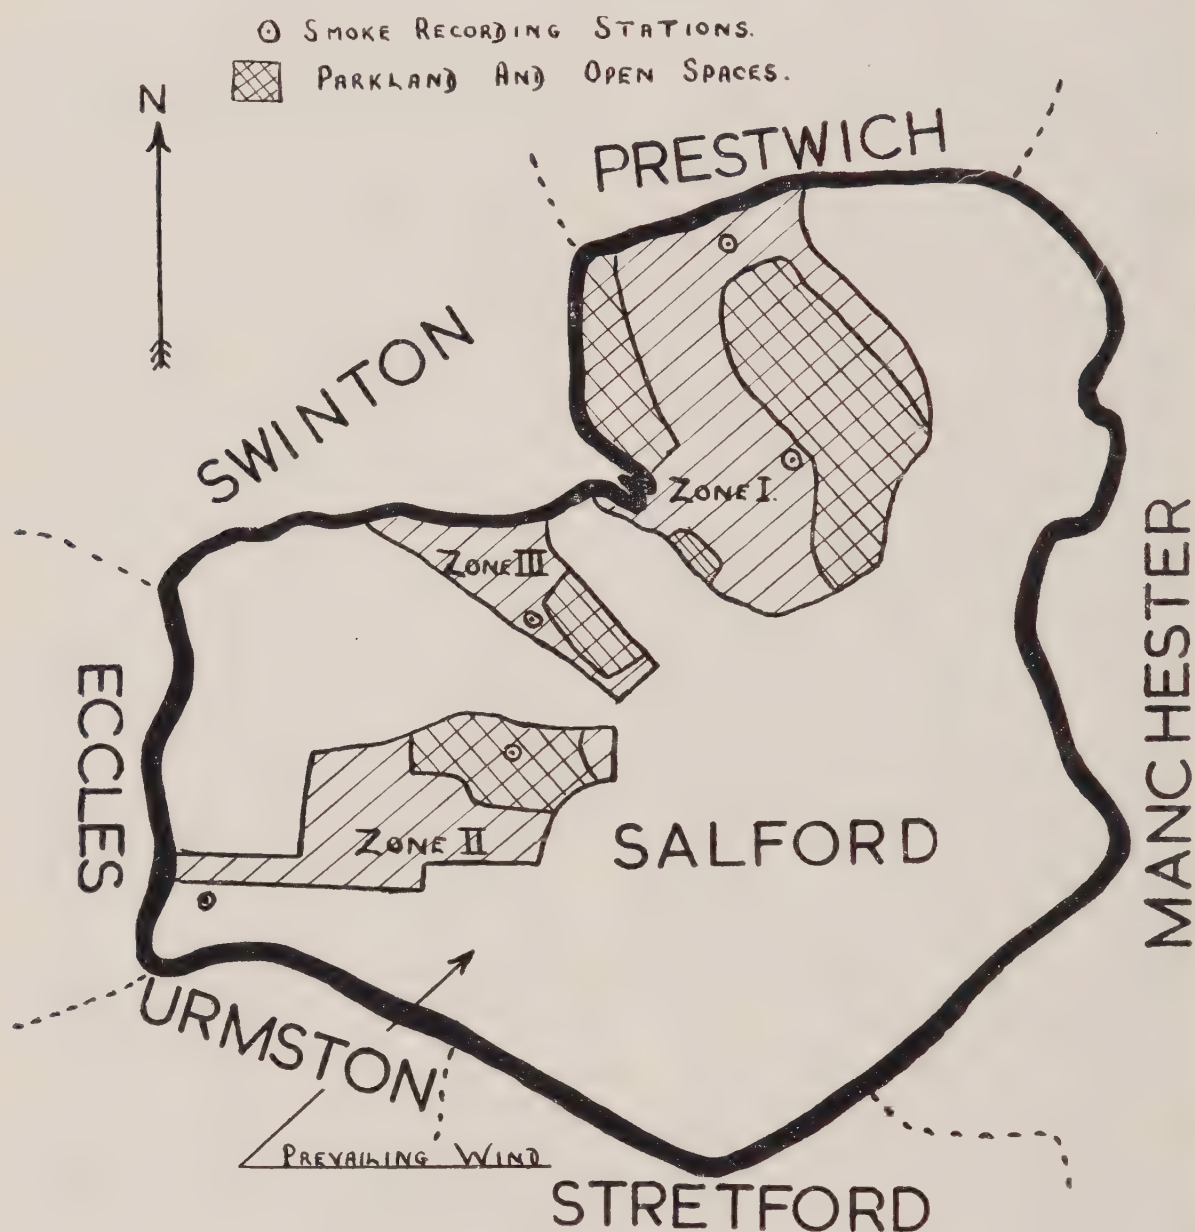 SMOKE RECORDING STATIONS.
PARKLAND AND OPEN SPACES.
N
PRESTWICH
SWINTON
ZONE I.
ZONE III
MANCHESTER
ECCLES
ZONE II
SALFORD
URMSTON
PREVAILING WIND
STRETFORD